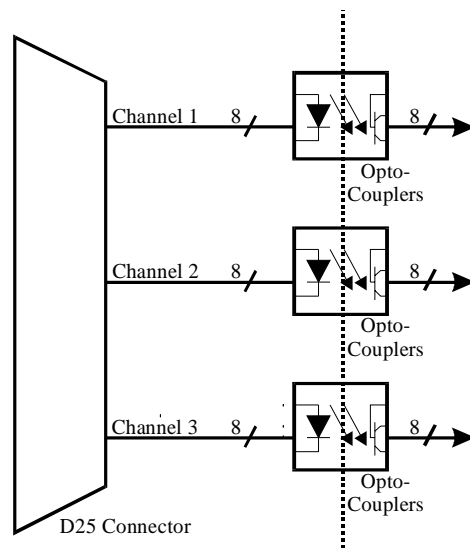 Channel 1 8 8
Opto-
Couplers
Channel 2 8 8
Opto-
Couplers
Channel 3 8 8
Opto-
Couplers
D25 Connector